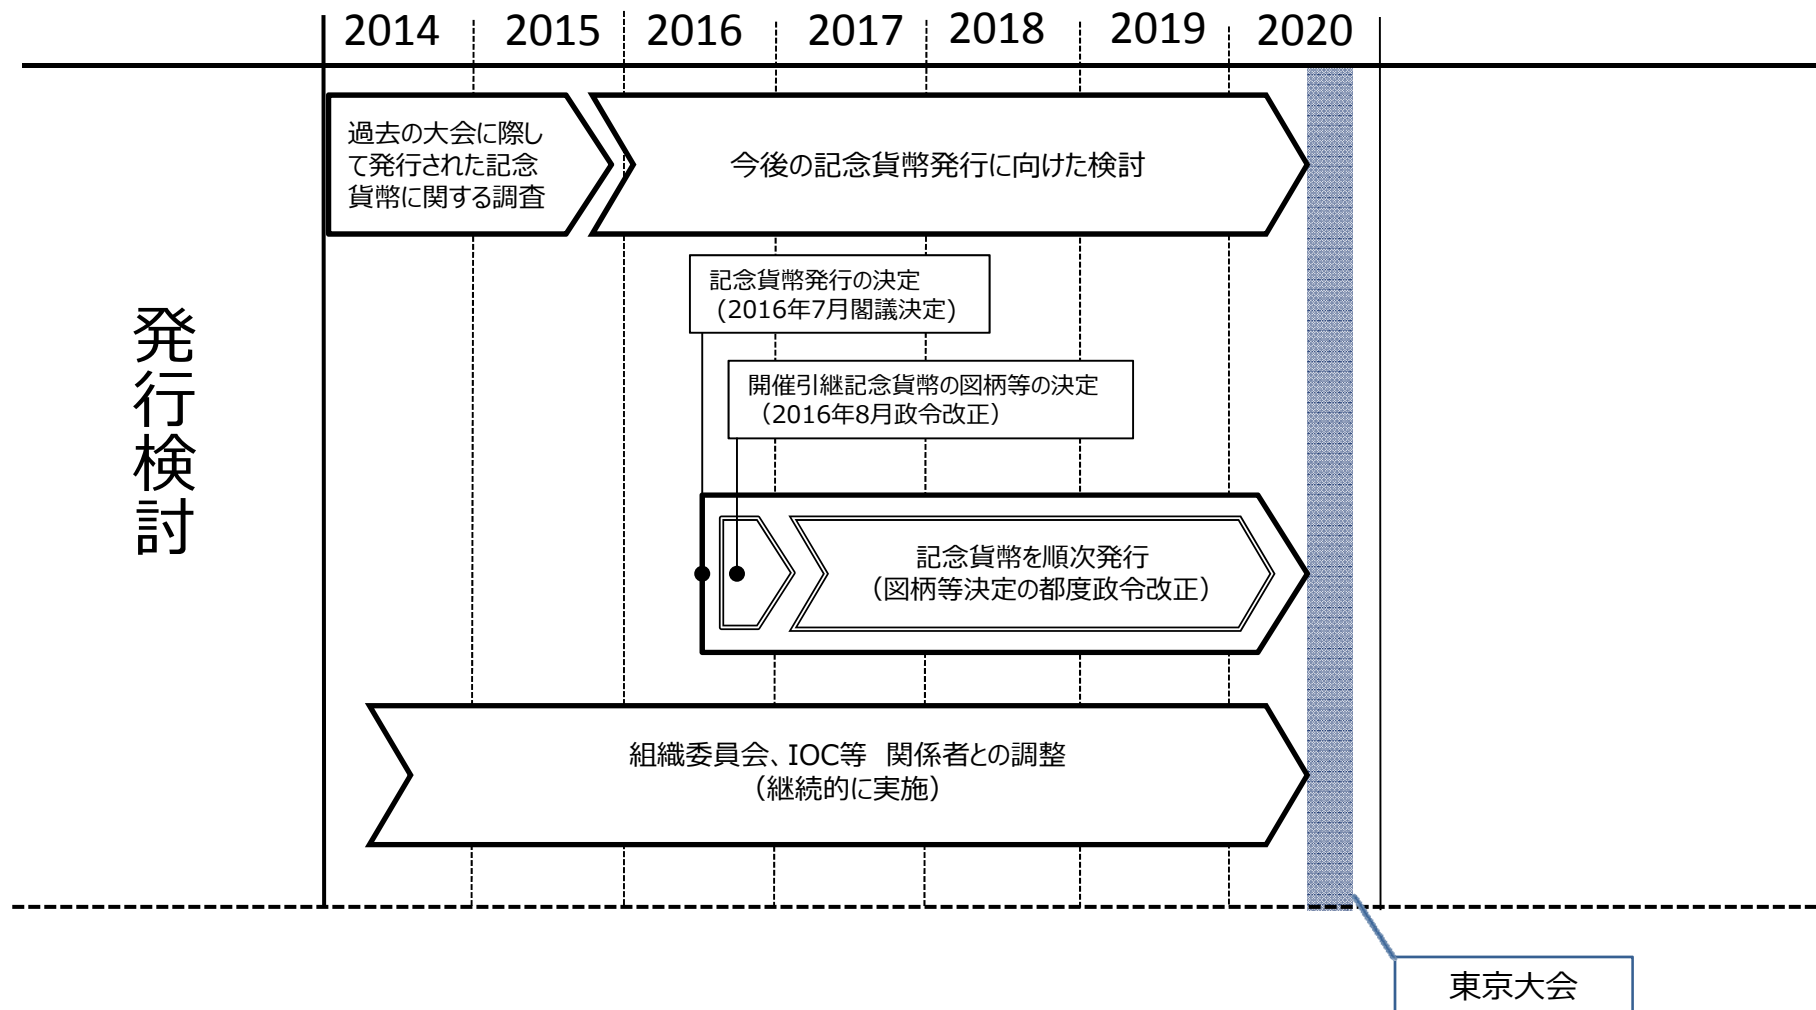 2014 2015 2016 2017 2018 2019 2020
過去の大会に際し
て発行された記念
貨幣に関する調査
今後の記念貨幣発行に向けた検討
記念貨幣発行の決定
(2016年7月閣議決定)
開催引継記念貨幣の図柄等の決定
（2016年8月政令改正）
発行検討
記念貨幣を順次発行
（図柄等決定の都度政令改正）
組織委員会、IOC等　関係者との調整
（継続的に実施）
東京大会